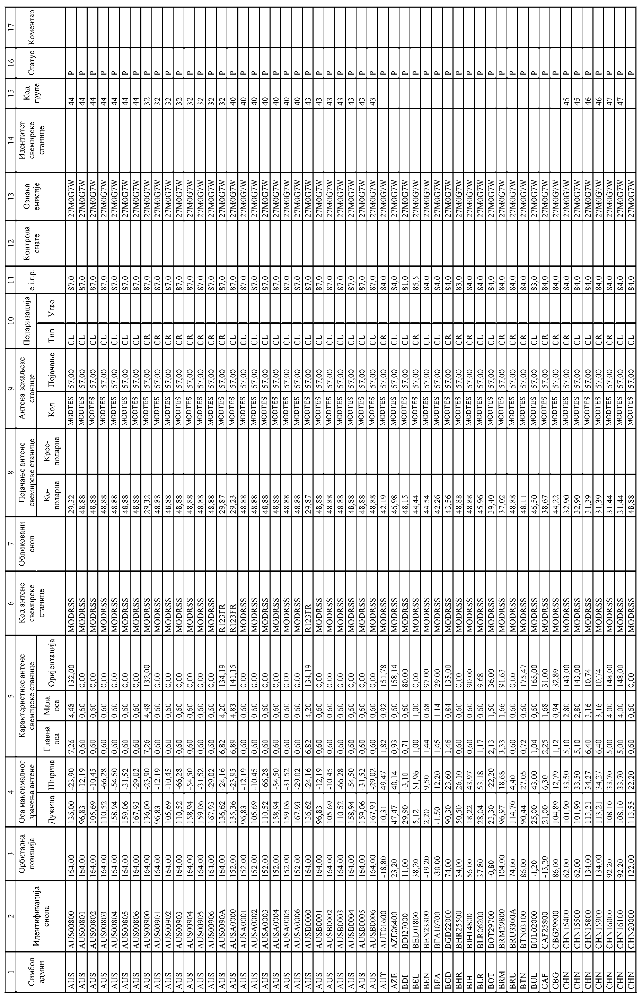 1 2 3 4 5 6 7 8 9 10 11 12 13 14 15 16 17
Симбол админ Идентификација снопа Орбитална позиција Оса максималног зрачења антене Карактеристике антене свемирске станице Код антене свемирске станице Обликовани сноп Појачање антене свемирске станице Антена земаљске станице Поларизација e.i.r.p. Контрола снаге Ознака емисије Идентитет свемирске станице Код групе Статус Коментар
Дужина Ширина Главна оса Мала оса Оријентација Ко-поларна Крос-поларна Код Појачање Тип Угао
AUS AUS00800 164,00 136,00 -23,90 7,26 4,48 132,00 MODRSS 29,32 MODTES 57,00 CL 87,0 27M0G7W 44 P
AUS AUS00801 164,00 96,83 -12,19 0,60 0,60 0,00 MODRSS 48,88 MODTES 57,00 CL 87,0 27M0G7W 44 P
AUS AUS00802 164,00 105,69 -10,45 0,60 0,60 0,00 MODRSS 48,88 MODTES 57,00 CL 87,0 27M0G7W 44 P
AUS AUS00803 164,00 110,52 -66,28 0,60 0,60 0,00 MODRSS 48,88 MODTES 57,00 CL 87,0 27M0G7W 44 P
AUS AUS00804 164,00 158,94 -54,50 0,60 0,60 0,00 MODRSS 48,88 MODTES 57,00 CL 87,0 27M0G7W 44 P
AUS AUS00805 164,00 159,06 -31,52 0,60 0,60 0,00 MODRSS 48,88 MODTES 57,00 CL 87,0 27M0G7W 44 P
AUS AUS00806 164,00 167,93 -29,02 0,60 0,60 0,00 MODRSS 48,88 MODTES 57,00 CL 87,0 27M0G7W 44 P
AUS AUS00900 164,00 136,00 -23,90 7,26 4,48 132,00 MODRSS 29,32 MODTES 57,00 CR 87,0 27M0G7W 32 P
AUS AUS00901 164,00 96,83 -12,19 0,60 0,60 0,00 MODRSS 48,88 MODTES 57,00 CR 87,0 27M0G7W 32 P
AUS AUS00902 164,00 105,69 -10,45 0,60 0,60 0,00 MODRSS 48,88 MODTES 57,00 CR 87,0 27M0G7W 32 P
AUS AUS00903 164,00 110,52 -66,28 0,60 0,60 0,00 MODRSS 48,88 MODTES 57,00 CR 87,0 27M0G7W 32 P
AUS AUS00904 164,00 158,94 -54,50 0,60 0,60 0,00 MODRSS 48,88 MODTES 57,00 CR 87,0 27M0G7W 32 P
AUS AUS00905 164,00 159,06 -31,52 0,60 0,60 0,00 MODRSS 48,88 MODTES 57,00 CR 87,0 27M0G7W 32 P
AUS AUS00906 164,00 167,93 -29,02 0,60 0,60 0,00 MODRSS 48,88 MODTES 57,00 CR 87,0 27M0G7W 32 P
AUS AUS0090A 164,00 136,62 -24,16 6,82 4,20 134,19 R123FR 29,87 MODTES 57,00 CR 87,0 27M0G7W 32 P
AUS AUSA0000 152,00 135,36 -23,95 6,89 4,83 141,15 R123FR 29,23 MODTES 57,00 CL 87,0 27M0G7W 40 P
AUS AUSA0001 152,00 96,83 -12,19 0,60 0,60 0,00 MODRSS 48,88 MODTES 57,00 CL 87,0 27M0G7W 40 P
AUS AUSA0002 152,00 105,69 -10,45 0,60 0,60 0,00 MODRSS 48,88 MODTES 57,00 CL 87,0 27M0G7W 40 P
AUS AUSA0003 152,00 110,52 -66,28 0,60 0,60 0,00 MODRSS 48,88 MODTES 57,00 CL 87,0 27M0G7W 40 P
AUS AUSA0004 152,00 158,94 -54,50 0,60 0,60 0,00 MODRSS 48,88 MODTES 57,00 CL 87,0 27M0G7W 40 P
AUS AUSA0005 152,00 159,06 -31,52 0,60 0,60 0,00 MODRSS 48,88 MODTES 57,00 CL 87,0 27M0G7W 40 P
AUS AUSA0006 152,00 167,93 -29,02 0,60 0,60 0,00 MODRSS 48,88 MODTES 57,00 CL 87,0 27M0G7W 40 P
AUS AUSB0000 164,00 136,62 -24,16 6,82 4,20 134,19 R123FR 29,87 MODTES 57,00 CL 87,0 27M0G7W 43 P
AUS AUSB0001 164,00 96,83 -12,19 0,60 0,60 0,00 MODRSS 48,88 MODTES 57,00 CL 87,0 27M0G7W 43 P
AUS AUSB0002 164,00 105,69 -10,45 0,60 0,60 0,00 MODRSS 48,88 MODTES 57,00 CL 87,0 27M0G7W 43 P
AUS AUSB0003 164,00 110,52 -66,28 0,60 0,60 0,00 MODRSS 48,88 MODTES 57,00 CL 87,0 27M0G7W 43 P
AUS AUSB0004 164,00 158,94 -54,50 0,60 0,60 0,00 MODRSS 48,88 MODTES 57,00 CL 87,0 27M0G7W 43 P
AUS AUSB0005 164,00 159,06 -31,52 0,60 0,60 0,00 MODRSS 48,88 MODTES 57,00 CL 87,0 27M0G7W 43 P
AUS AUSB0006 164,00 167,93 -29,02 0,60 0,60 0,00 MODRSS 48,88 MODTES 57,00 CL 87,0 27M0G7W 43 P
AUT AUT01600 -18,80 10,31 49,47 1,82 0,92 151,78 MODRSS 42,19 MODTES 57,00 CR 84,0 27M0G7W P
AZE AZE06400 23,20 47,47 40,14 0,93 0,60 158,14 MODRSS 46,98 MODTES 57,00 CL 84,0 27M0G7W P
BDI BDI27000 11,00 29,90 -3,10 0,71 0,60 80,00 MODRSS 48,15 MODTES 57,00 CL 81,0 27M0G7W P
BEL BEL01800 38,20 5,12 51,96 1,00 1,00 0,00 MODRSS 44,44 MODTES 57,00 CR 85,5 27M0G7W P
BEN BEN23300 -19,20 2,20 9,50 1,44 0,68 97,00 MODRSS 44,54 MODTES 57,00 CL 84,0 27M0G7W P
BFA BFA10700 -30,00 -1,50 12,20 1,45 1,14 29,00 MODRSS 42,26 MODTES 57,00 CL 84,0 27M0G7W P
BGD BGD22000 74,00 90,30 23,60 1,46 0,84 135,00 MODRSS 43,56 MODTES 57,00 CR 84,0 27M0G7W P
BHR BHR25500 34,00 50,50 26,10 0,60 0,60 0,00 MODRSS 48,88 MODTES 57,00 CR 83,0 27M0G7W P
BIH BIH14800 56,00 18,22 43,97 0,60 0,60 90,00 MODRSS 48,88 MODTES 57,00 CR 84,0 27M0G7W P
BLR BLR06200 37,80 28,04 53,18 1,17 0,60 9,68 MODRSS 45,96 MODTES 57,00 CL 84,0 27M0G7W P
BOT BOT29700 -0,80 23,30 -22,20 2,13 1,50 36,00 MODRSS 39,40 MODTES 57,00 CL 84,0 27M0G7W P
BRM BRM29800 104,00 96,97 18,68 3,33 1,66 91,63 MODRSS 37,02 MODTES 57,00 CR 84,0 27M0G7W P
BRU BRU3300A 74,00 114,70 4,40 0,60 0,60 0,00 MODRSS 48,88 MODTES 57,00 CR 84,0 27M0G7W P
BTN BTN03100 86,00 90,44 27,05 0,72 0,60 175,47 MODRSS 48,11 MODTES 57,00 CR 84,0 27M0G7W P
BUL BUL02000 -1,20 25,00 43,00 1,04 0,60 165,00 MODRSS 46,50 MODTES 57,00 CL 83,0 27M0G7W P
CAF CAF25800 -13,20 21,00 6,30 2,25 1,68 31,00 MODRSS 38,67 MODTES 57,00 CR 84,0 27M0G7W P
CBG CBG29900 86,00 104,89 12,79 1,12 0,94 32,89 MODRSS 44,22 MODTES 57,00 CR 84,0 27M0G7W P
CHN CHN15400 62,00 101,90 33,50 5,10 2,80 143,00 MODRSS 32,90 MODTES 57,00 CR 84,0 27M0G7W 45 P
CHN CHN15500 62,00 101,90 33,50 5,10 2,80 143,00 MODRSS 32,90 MODTES 57,00 CL 84,0 27M0G7W 45 P
CHN CHN15800 134,00 113,21 34,27 6,40 3,16 10,74 MODRSS 31,39 MODTES 57,00 CL 84,0 27M0G7W 46 P
CHN CHN15900 134,00 113,21 34,27 6,40 3,16 10,74 MODRSS 31,39 MODTES 57,00 CR 84,0 27M0G7W 46 P
CHN CHN16000 92,20 108,10 33,70 5,00 4,00 148,00 MODRSS 31,44 MODTES 57,00 CR 84,0 27M0G7W 47 P
CHN CHN16100 92,20 108,10 33,70 5,00 4,00 148,00 MODRSS 31,44 MODTES 57,00 CL 84,0 27M0G7W 47 P
CHN CHN20000 122,00 113,55 22,20 0,60 0,60 0,00 MODRSS 48,88 MODTES 57,00 CL 84,0 27M0G7W P